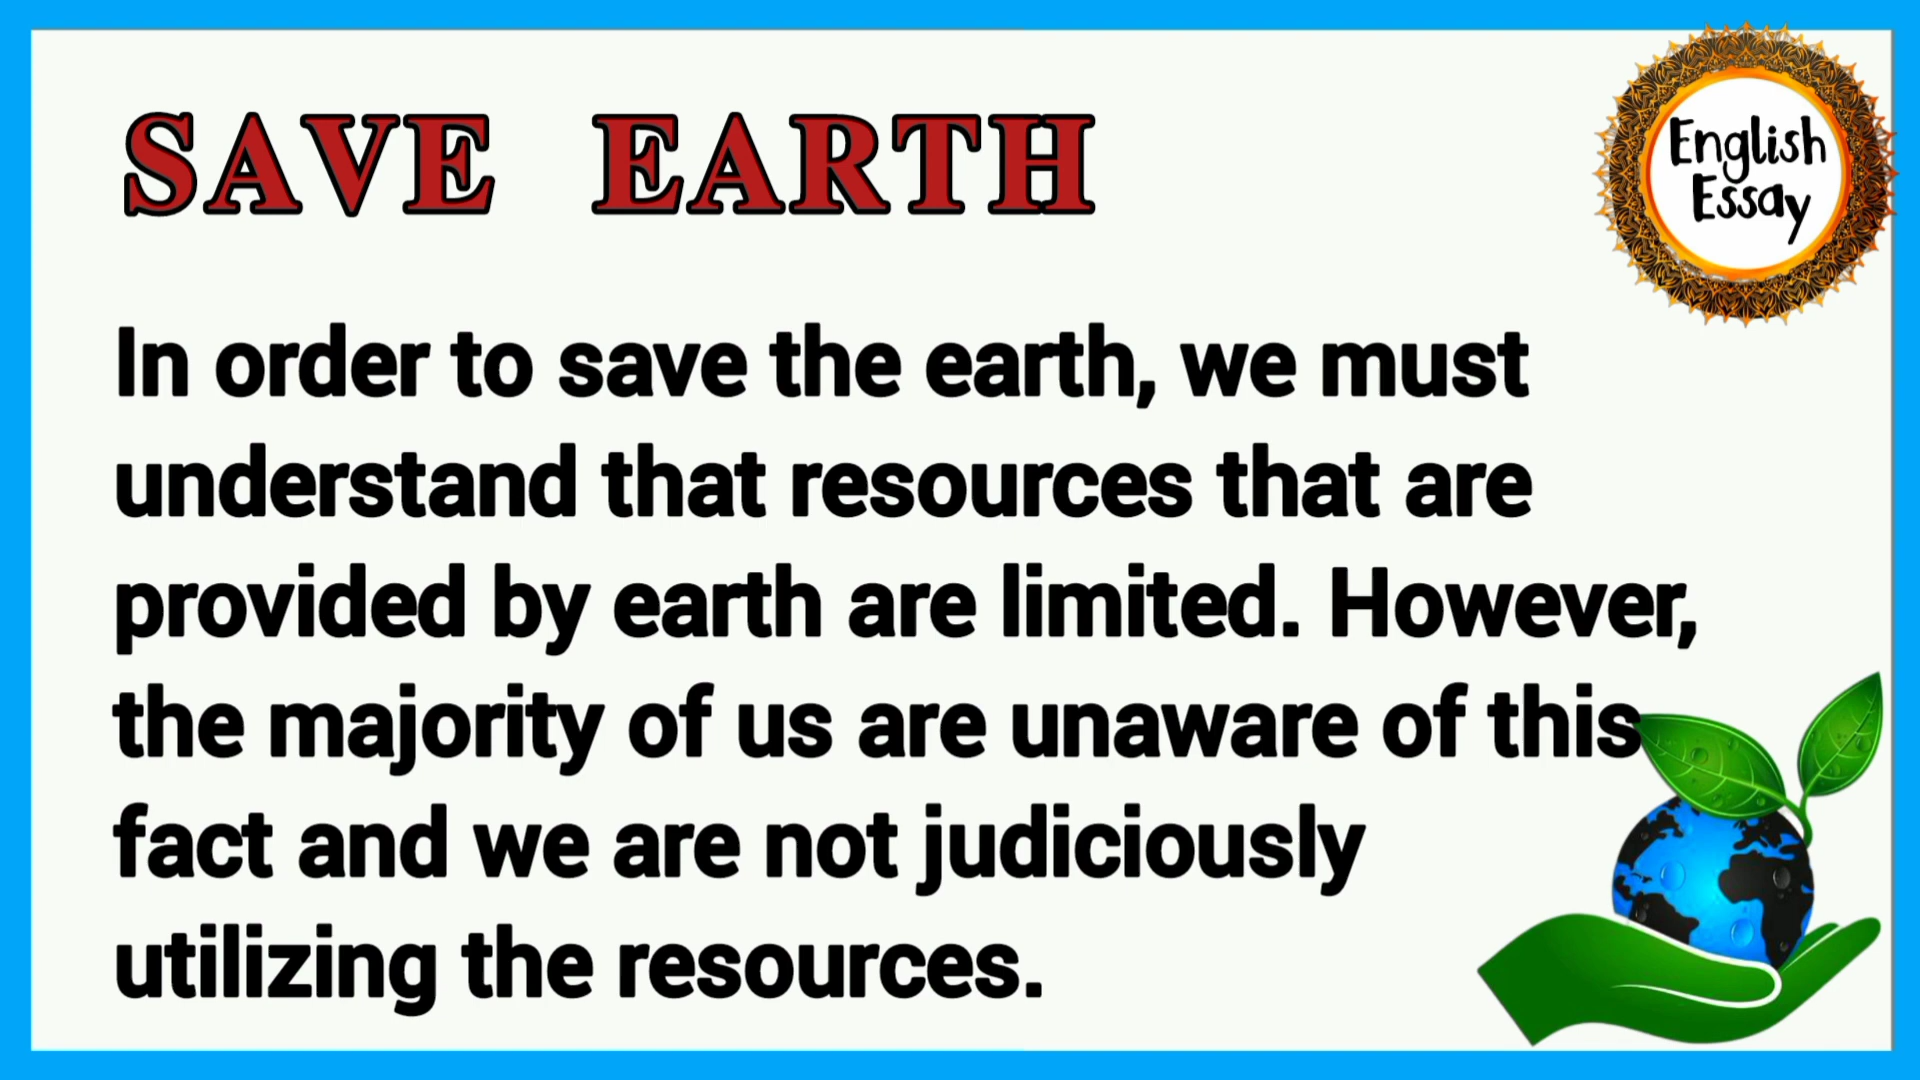 SAVE EARTH
English
Essay
In order to save the earth, we must
understand that resources that are
provided by earth are limited. However,
the majority of us are unaware of this
fact and we are not judiciously
utilizing the resources.